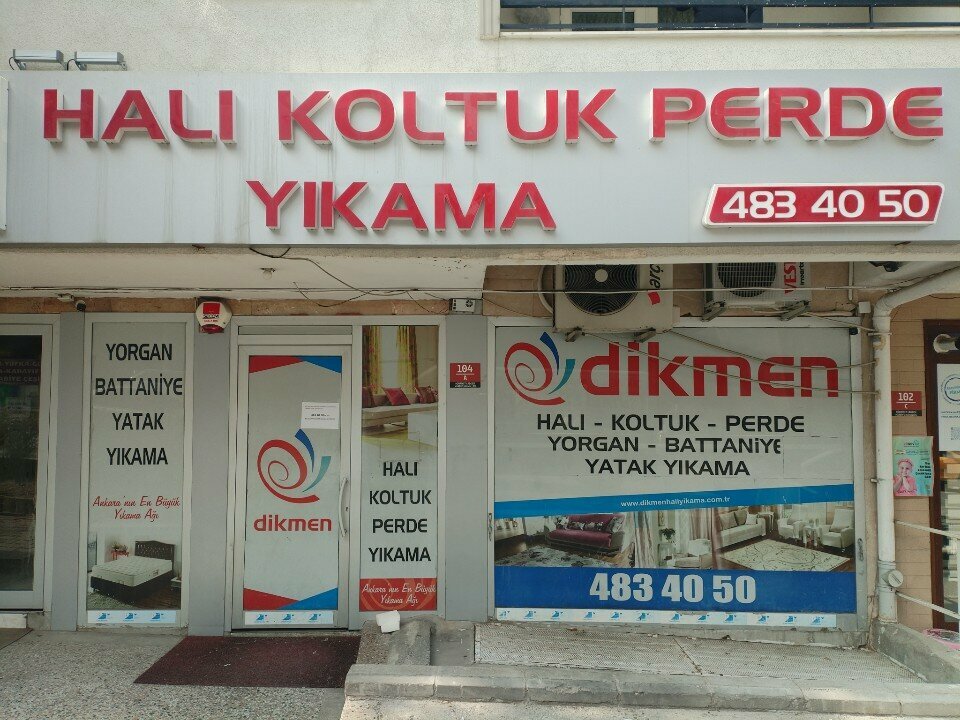 HALI KOLTUK PERDE
YIKAMA
483 40 50
YORGAN
BATTANİYE
YATAK
YIKAMA
Ankara'nın En Büyük
Yıkama Ağı
dikmen
HALI
KOLTUK
PERDE
YIKAMA
Ankara'nın En Büyük
Yıkama Ağı
104
A
dikmen
HALI - KOLTUK - PERDE
YORGAN - BATTANİYE
YATAK YIKAMA
www.dikmenhaliyikama.com.tr
483 40 50
102
C